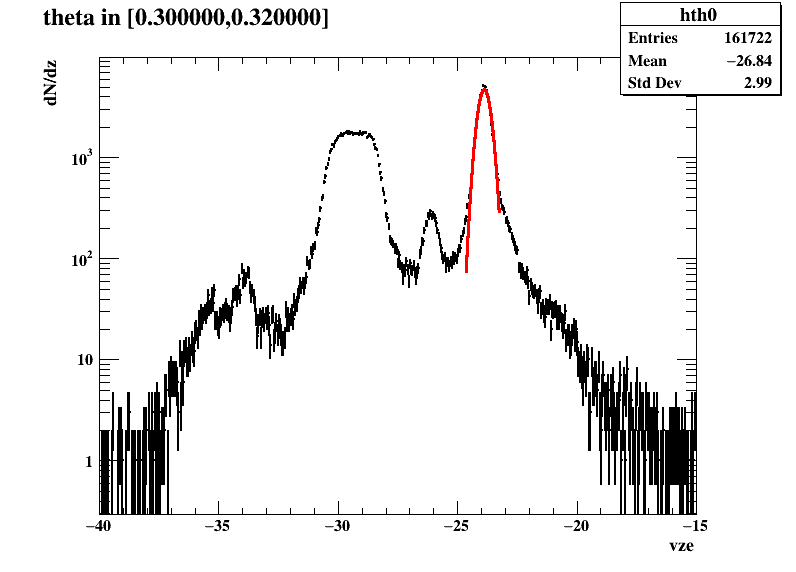 theta in [0.300000,0.320000]
hth0
Entries 161722
Mean −26.84
Std Dev 2.99
dN/dz
10³
10²
10
1
−40 −35 −30 −25 −20 −15
vze